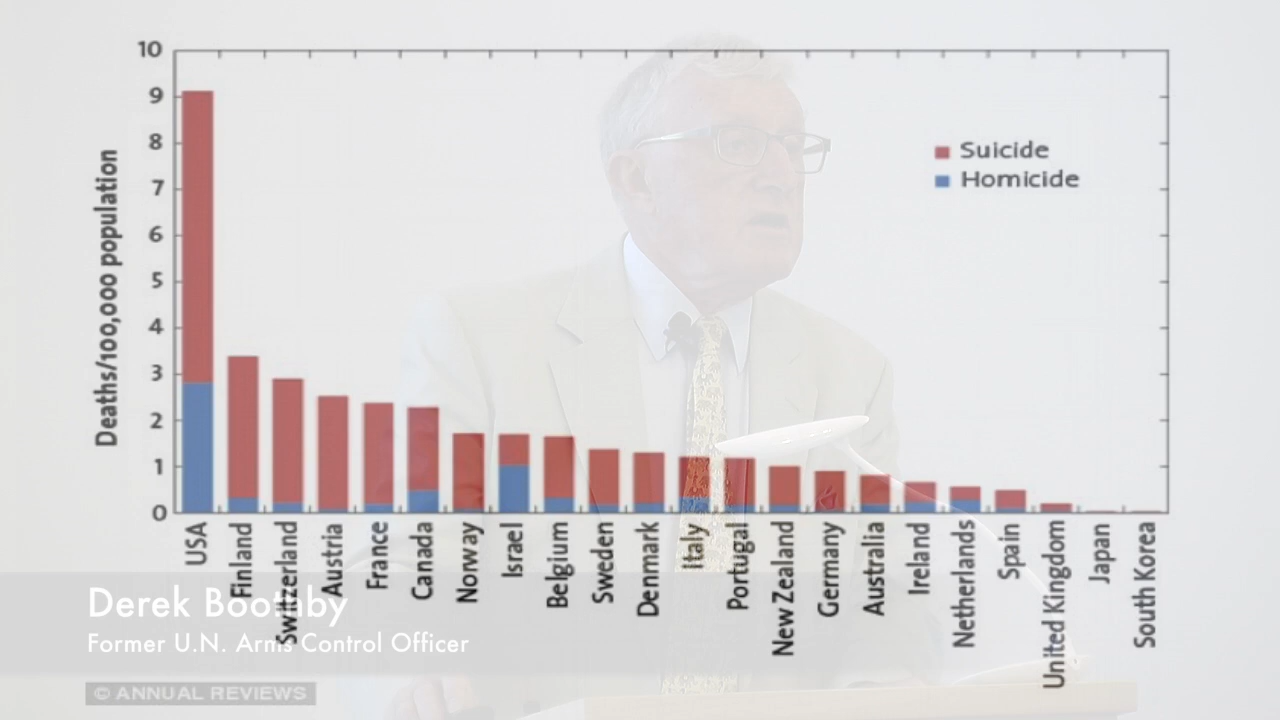 10
9
8
7
6
5
4
3
2
1
0
Deaths/100,000 population
Suicide
Homicide
USA
Finland
Switzerland
Austria
France
Canada
Norway
Israel
Belgium
Sweden
Denmark
Italy
Portugal
New Zealand
Germany
Australia
Ireland
Netherlands
Spain
United Kingdom
Japan
South Korea
Derek Boothby
Former U.N. Arms Control Officer
© ANNUAL REVIEWS